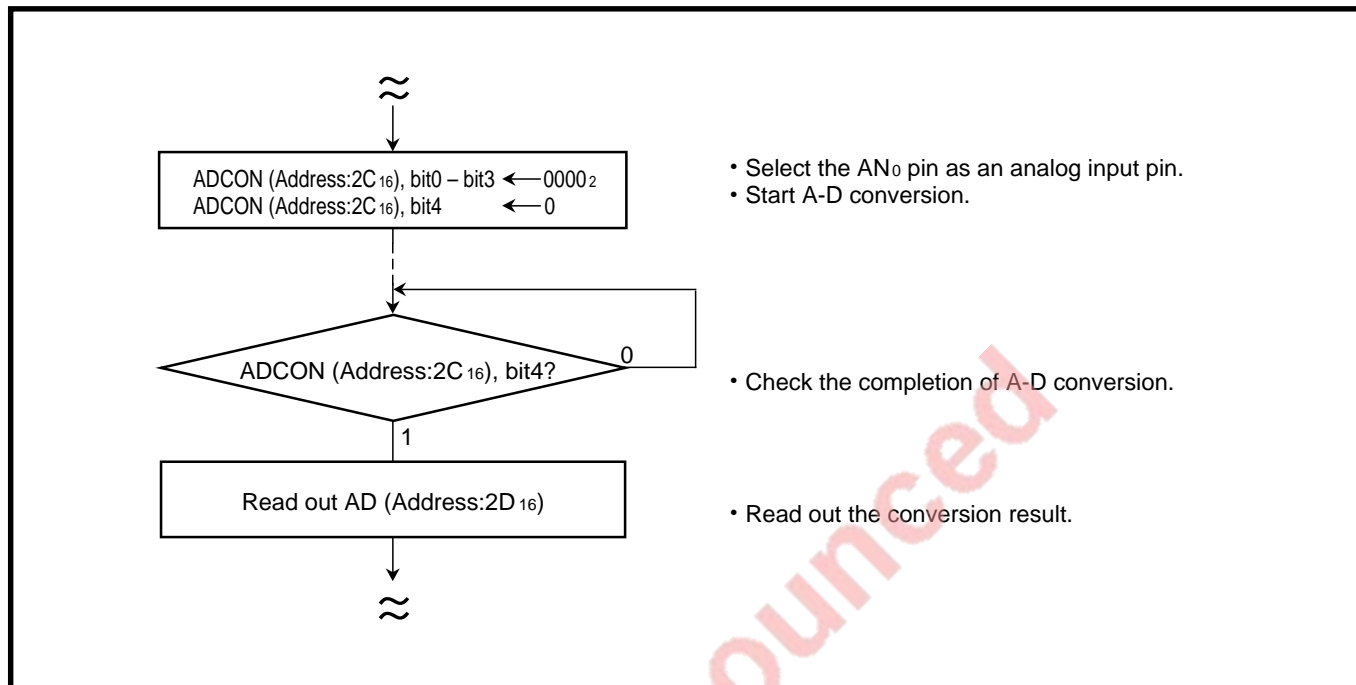 ≈
ADCON (Address:2C16), bit0 – bit3 ← 00002
ADCON (Address:2C16), bit4 ← 0
• Select the AN0 pin as an analog input pin.
• Start A-D conversion.
ADCON (Address:2C16), bit4?
0
• Check the completion of A-D conversion.
1
Read out AD (Address:2D16)
• Read out the conversion result.
≈
ounced